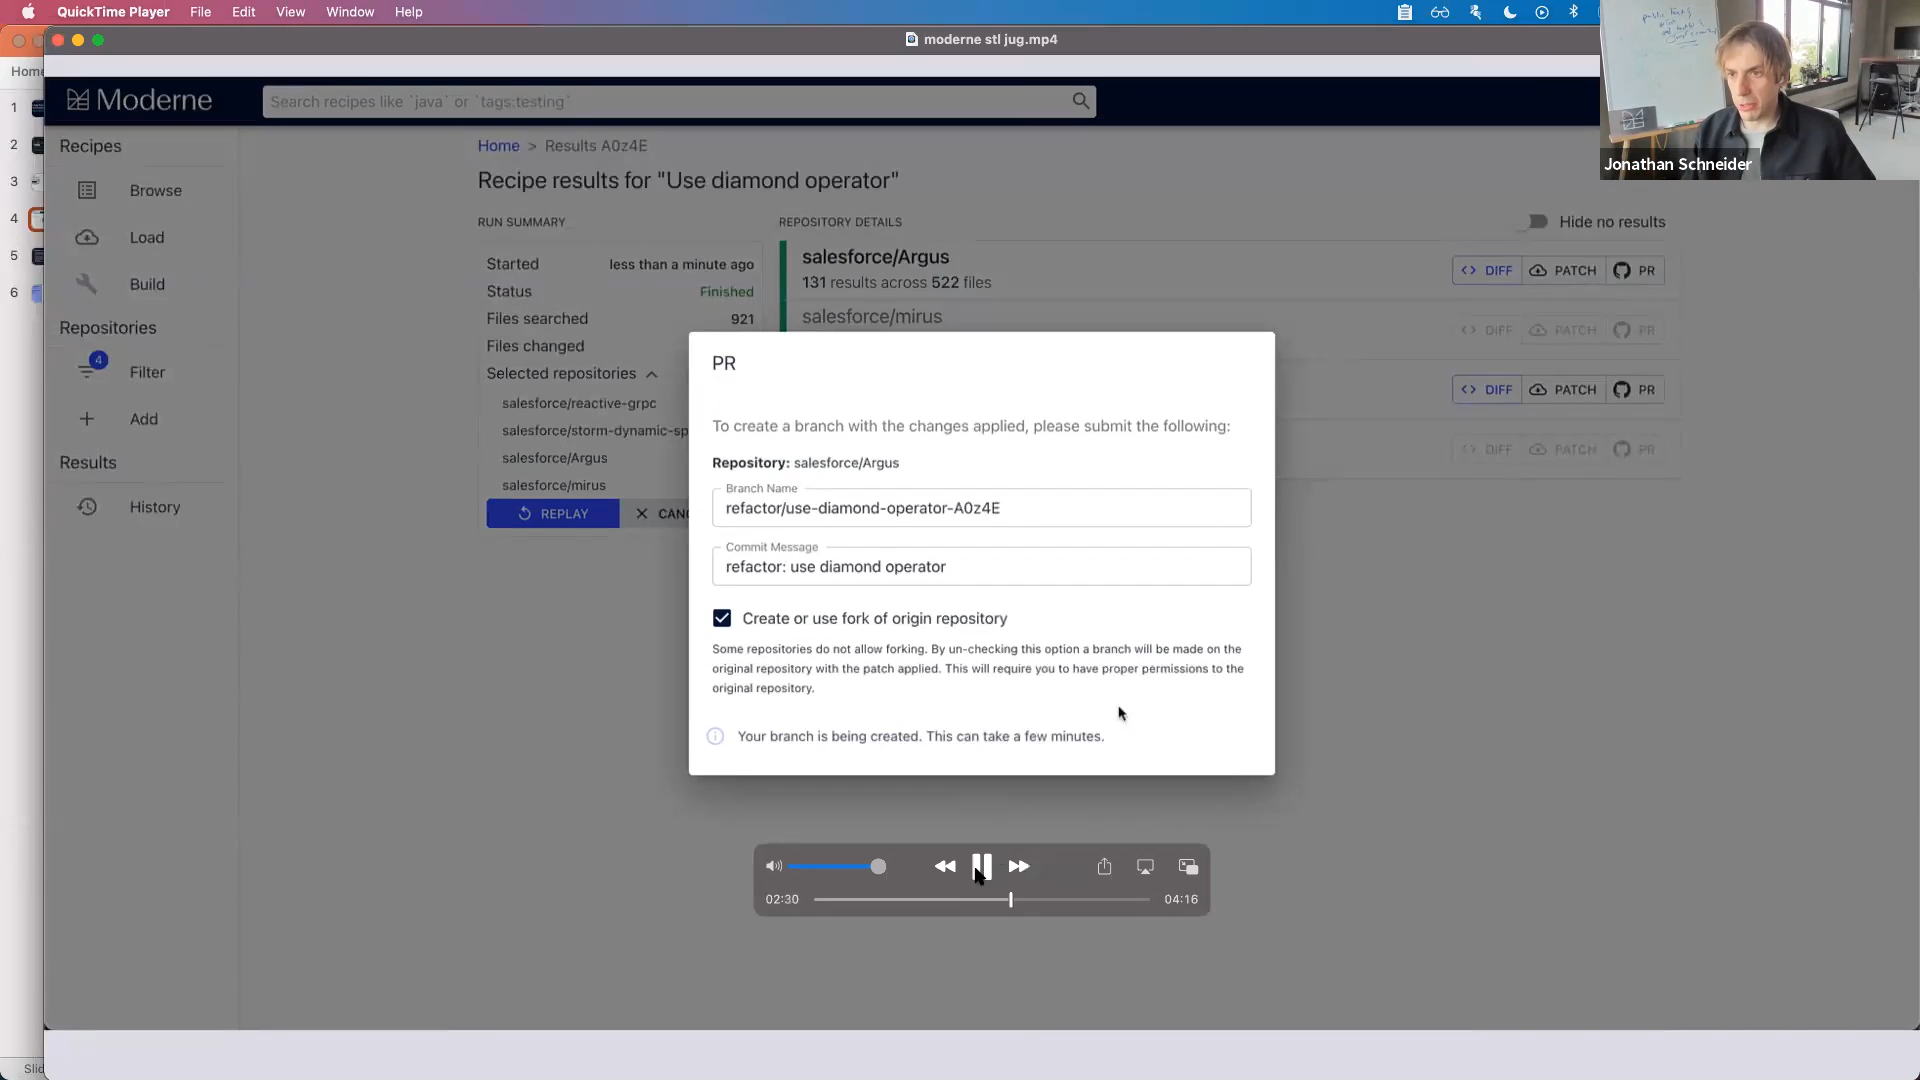 QuickTime Player File Edit View Window Help
moderne stl jug.mp4
Home
1
2
3
4
5
6
Moderne
Search recipes like `java` or `tags:testing`
Recipes
Browse
Load
Build
Repositories
4
Filter
Add
Results
History
Home > Results A0z4E
Recipe results for "Use diamond operator"
RUN SUMMARY
Started less than a minute ago
Status Finished
Files searched 921
Files changed
Selected repositories
salesforce/reactive-grpc
salesforce/storm-dynamic-sp
salesforce/Argus
salesforce/mirus
REPLAY
REPOSITORY DETAILS
Hide no results
salesforce/Argus
131 results across 522 files
DIFF PATCH PR
salesforce/mirus
DIFF PATCH PR
DIFF PATCH PR
DIFF PATCH PR
PR
To create a branch with the changes applied, please submit the following:
Repository: salesforce/Argus
Branch Name
refactor/use-diamond-operator-A0z4E
Commit Message
refactor: use diamond operator
Create or use fork of origin repository
Some repositories do not allow forking. By un-checking this option a branch will be made on the
original repository with the patch applied. This will require you to have proper permissions to the
original repository.
Your branch is being created. This can take a few minutes.
02:30
04:16
Jonathan Schneider